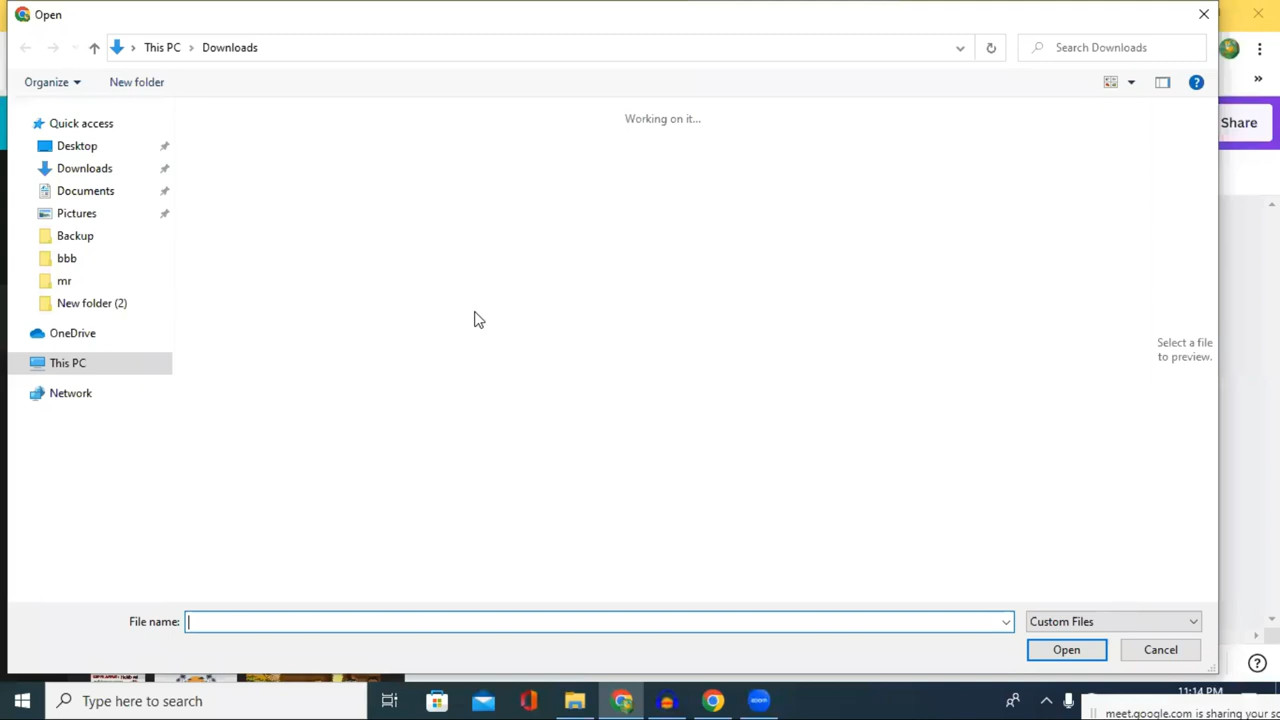 Open
This PC > Downloads
Search Downloads
Organize
New folder
Share
Working on it...
Quick access
Desktop
Downloads
Documents
Pictures
Backup
bbb
mr
New folder (2)
OneDrive
This PC
Network
Select a file
to preview.
File name:
Custom Files
Open
Cancel
Type here to search
zoom
11:14 PM
meet.google.com is sharing your sc